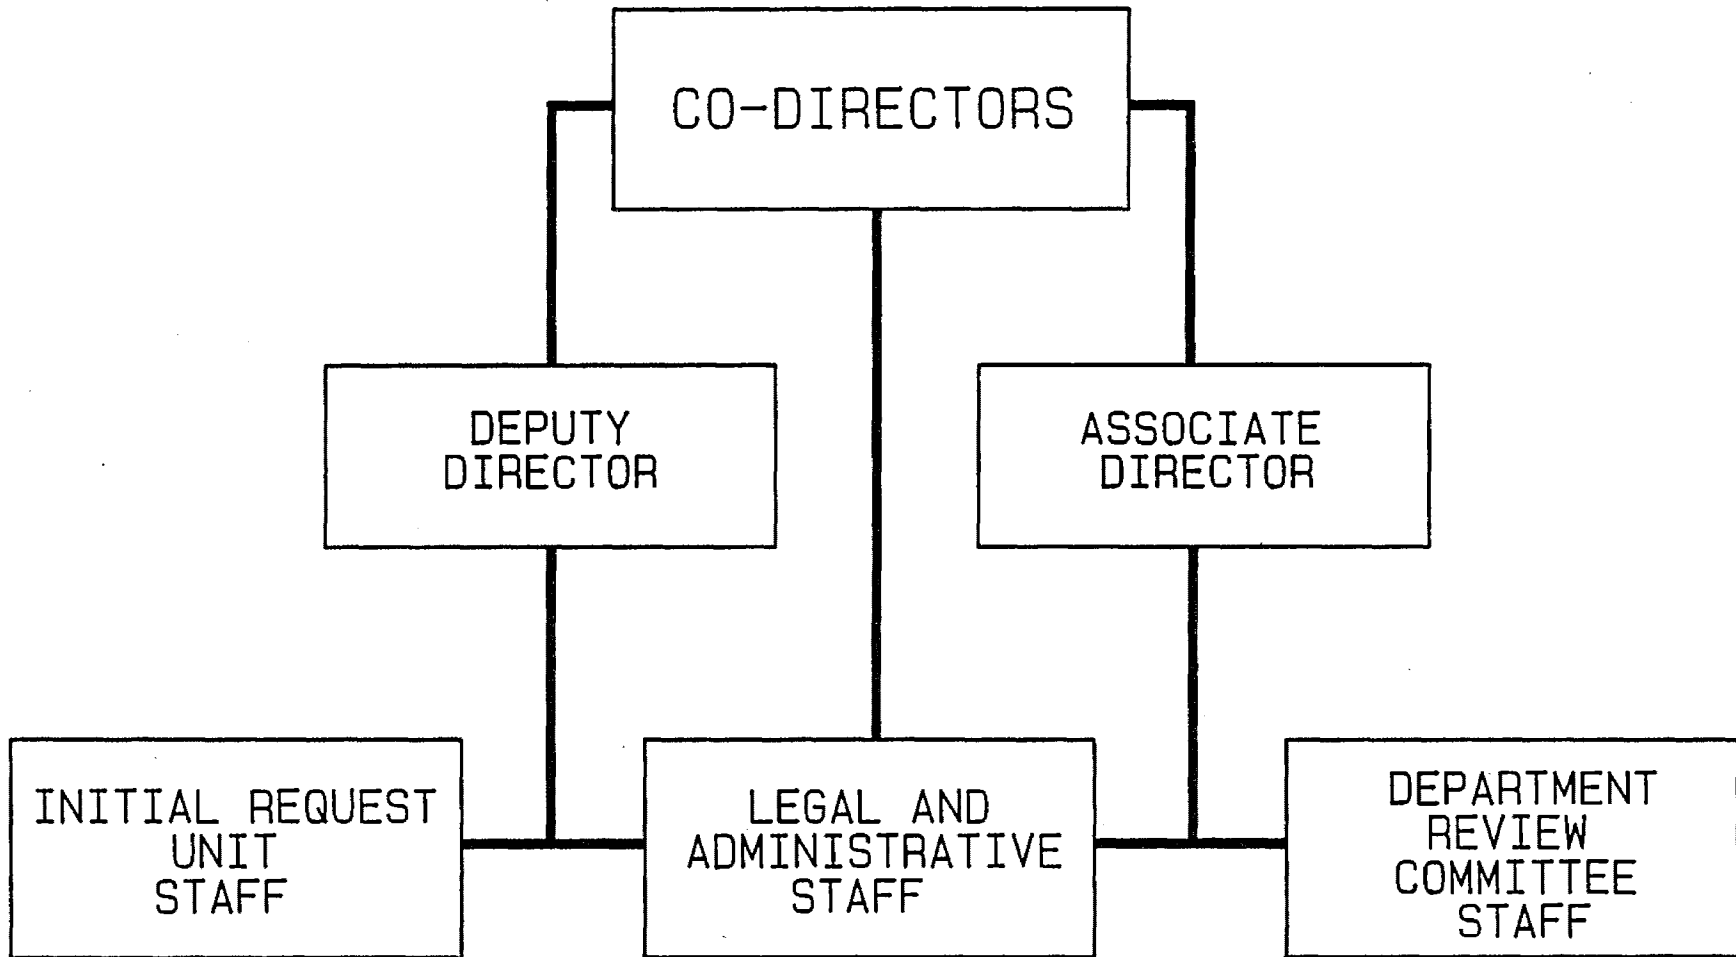 CO-DIRECTORS
DEPUTY
DIRECTOR
ASSOCIATE
DIRECTOR
INITIAL REQUEST
UNIT
STAFF
LEGAL AND
ADMINISTRATIVE
STAFF
DEPARTMENT
REVIEW
COMMITTEE
STAFF